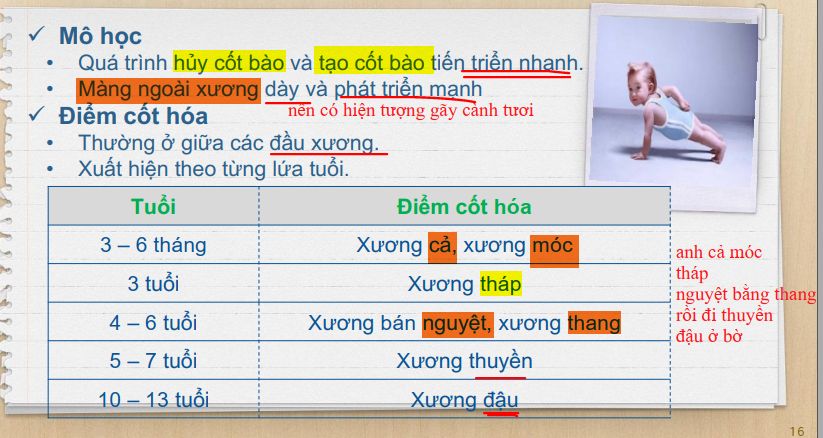 Mô học
Quá trình hủy cốt bào và tạo cốt bào tiến triển nhanh.
Màng ngoài xương dày và phát triển mạnh
nên có hiện tượng gãy cành tươi
Điểm cốt hóa
Thường ở giữa các đầu xương.
Xuất hiện theo từng lứa tuổi.
Tuổi Điểm cốt hóa
3 – 6 tháng Xương cả, xương móc
3 tuổi Xương tháp
4 – 6 tuổi Xương bán nguyệt, xương thang
5 – 7 tuổi Xương thuyền
10 – 13 tuổi Xương đậu
anh cả móc
tháp
nguyệt bằng thang
rồi đi thuyền
đậu ở bờ
16